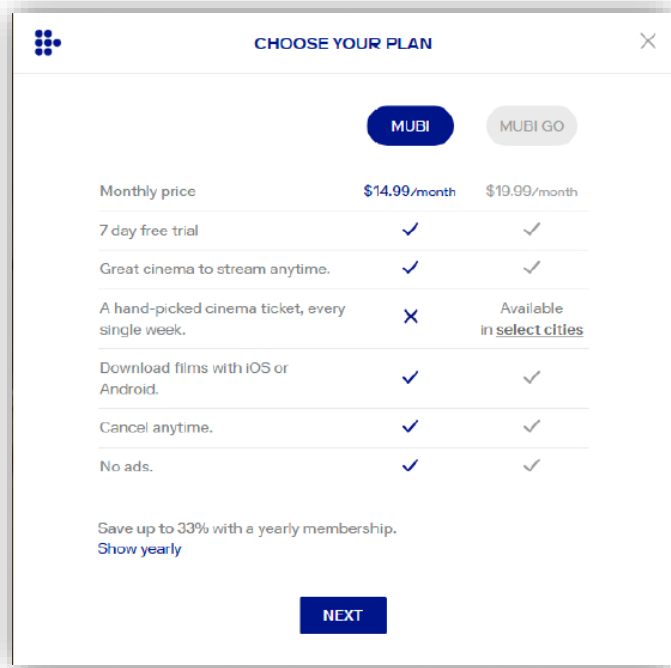 CHOOSE YOUR PLAN
MUBI MUBI GO
Monthly price $14.99/month $19.99/month
7 day free trial
Great cinema to stream anytime.
A hand-picked cinema ticket, every
single week.
Available
in select cities
Download films with iOS or
Android.
Cancel anytime.
No ads.
Save up to 33% with a yearly membership.
Show yearly
NEXT